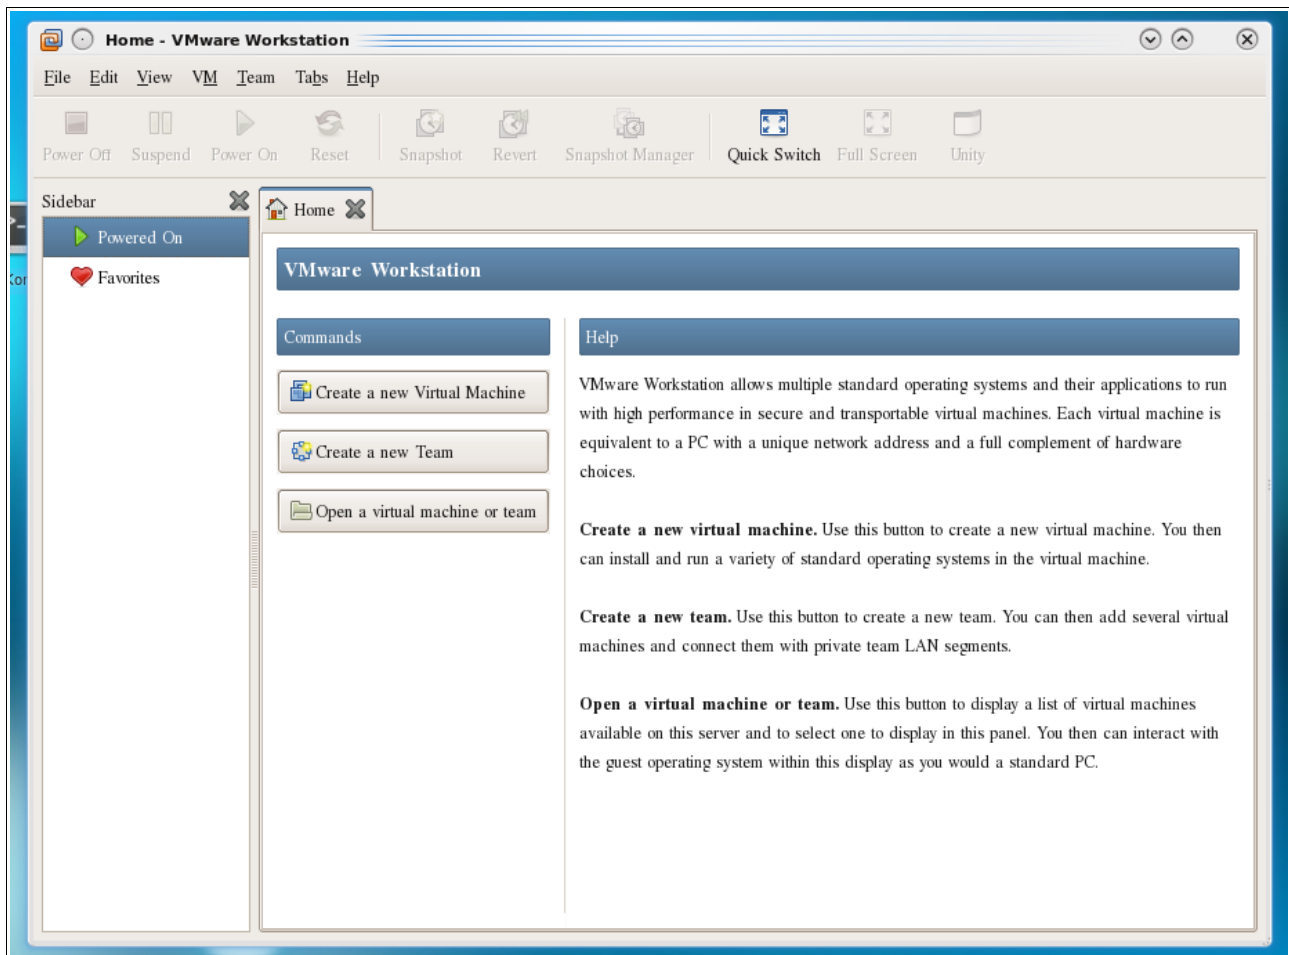 Home - VMware Workstation
File Edit View VM Team Tabs Help
Power Off Suspend Power On Reset Snapshot Revert Snapshot Manager Quick Switch Full Screen Unity
Sidebar
Powered On
Favorites
Home
VMware Workstation
Commands
Create a new Virtual Machine
Create a new Team
Open a virtual machine or team
Help
VMware Workstation allows multiple standard operating systems and their applications to run
with high performance in secure and transportable virtual machines. Each virtual machine is
equivalent to a PC with a unique network address and a full complement of hardware
choices.
Create a new virtual machine. Use this button to create a new virtual machine. You then
can install and run a variety of standard operating systems in the virtual machine.
Create a new team. Use this button to create a new team. You can then add several virtual
machines and connect them with private team LAN segments.
Open a virtual machine or team. Use this button to display a list of virtual machines
available on this server and to select one to display in this panel. You then can interact with
the guest operating system within this display as you would a standard PC.